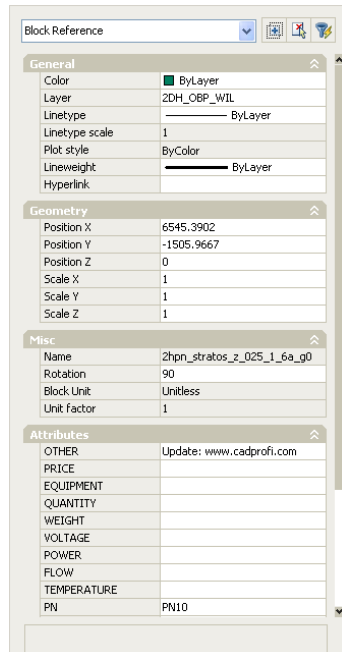 Block Reference
General
Color ByLayer
Layer 2DH_OBP_WIL
Linetype ByLayer
Linetype scale 1
Plot style ByColor
Lineweight ByLayer
Hyperlink
Geometry
Position X 6545.3902
Position Y -1505.9667
Position Z 0
Scale X 1
Scale Y 1
Scale Z 1
Misc
Name 2hpn_stratos_z_025_1_6a_g0
Rotation 90
Block Unit Unitless
Unit factor 1
Attributes
OTHER Update: www.cadprofi.com
PRICE
EQUIPMENT
QUANTITY
WEIGHT
VOLTAGE
POWER
FLOW
TEMPERATURE
PN PN10